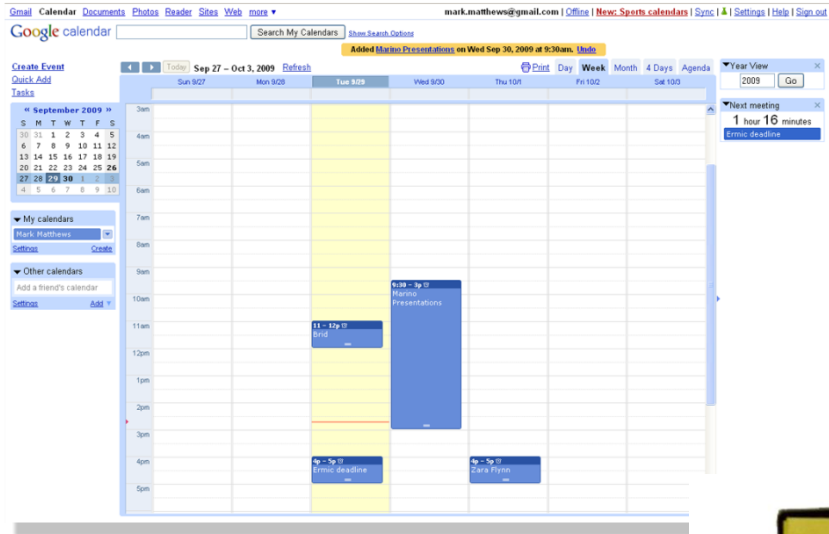 Gmail Calendar Documents Photos Reader Sites Web more ▼
mark.matthews@gmail.com | Offline | New: Sports calendars | Sync | Settings | Help | Sign out
Google calendar
Search My Calendars
Show Search Options
Added Marino Presentations on Wed Sep 30, 2009 at 9:30am. Undo
Create Event
Quick Add
Tasks
Today
Sep 27 – Oct 3, 2009
Refresh
Print
Day Week Month 4 Days Agenda
Sun 9/27 Mon 9/28 Tue 9/29 Wed 9/30 Thu 10/1 Fri 10/2 Sat 10/3
« September 2009 »
S M T W T F S
30 31 1 2 3 4 5
6 7 8 9 10 11 12
13 14 15 16 17 18 19
20 21 22 23 24 25 26
27 28 29 30 1 2 3
4 5 6 7 8 9 10
▼ My calendars
Mark Matthews
Settings Create
▼ Other calendars
Add a friend's calendar
Settings Add ▼
3am
4am
5am
6am
7am
8am
9am
10am
11am
12pm
1pm
2pm
3pm
4pm
5pm
9:30 – 3p
Marino
Presentations
11 – 12p
Brid
4p – 5p
Ermic deadline
4p – 5p
Zara Flynn
▼Year View ×
2009 Go
▼Next meeting ×
1 hour 16 minutes
Ermic deadline